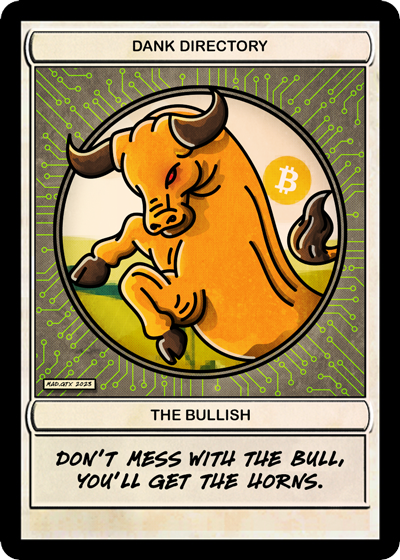 DANK DIRECTORY
MAD.GTX 2023
THE BULLISH
DON'T MESS WITH THE BULL,
YOU'LL GET THE HORNS.